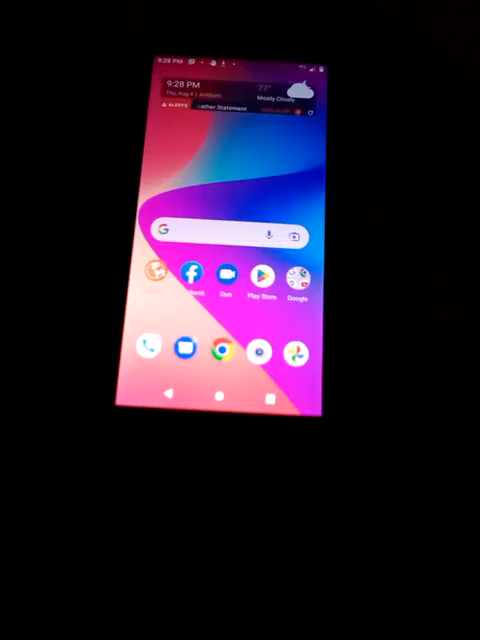 9:28 PM
9:28 PM
77°
Thu, Aug 4
Mostly Cloudy
ALERTS
ather Statement
Duo
Play Store
Google